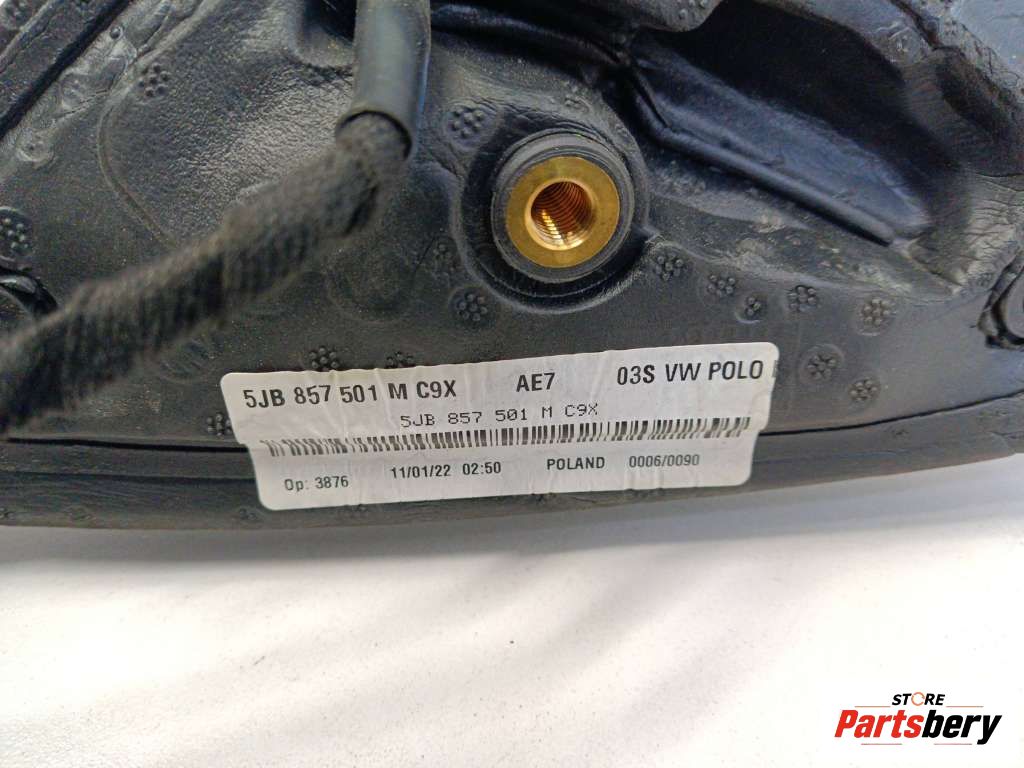 5JB 857 501 M C9X AE7 03S VW POLO
5JB 857 501 M C9X
Op: 3876 11/01/22 02:50 POLAND 0006/0090
STORE
Partsbery